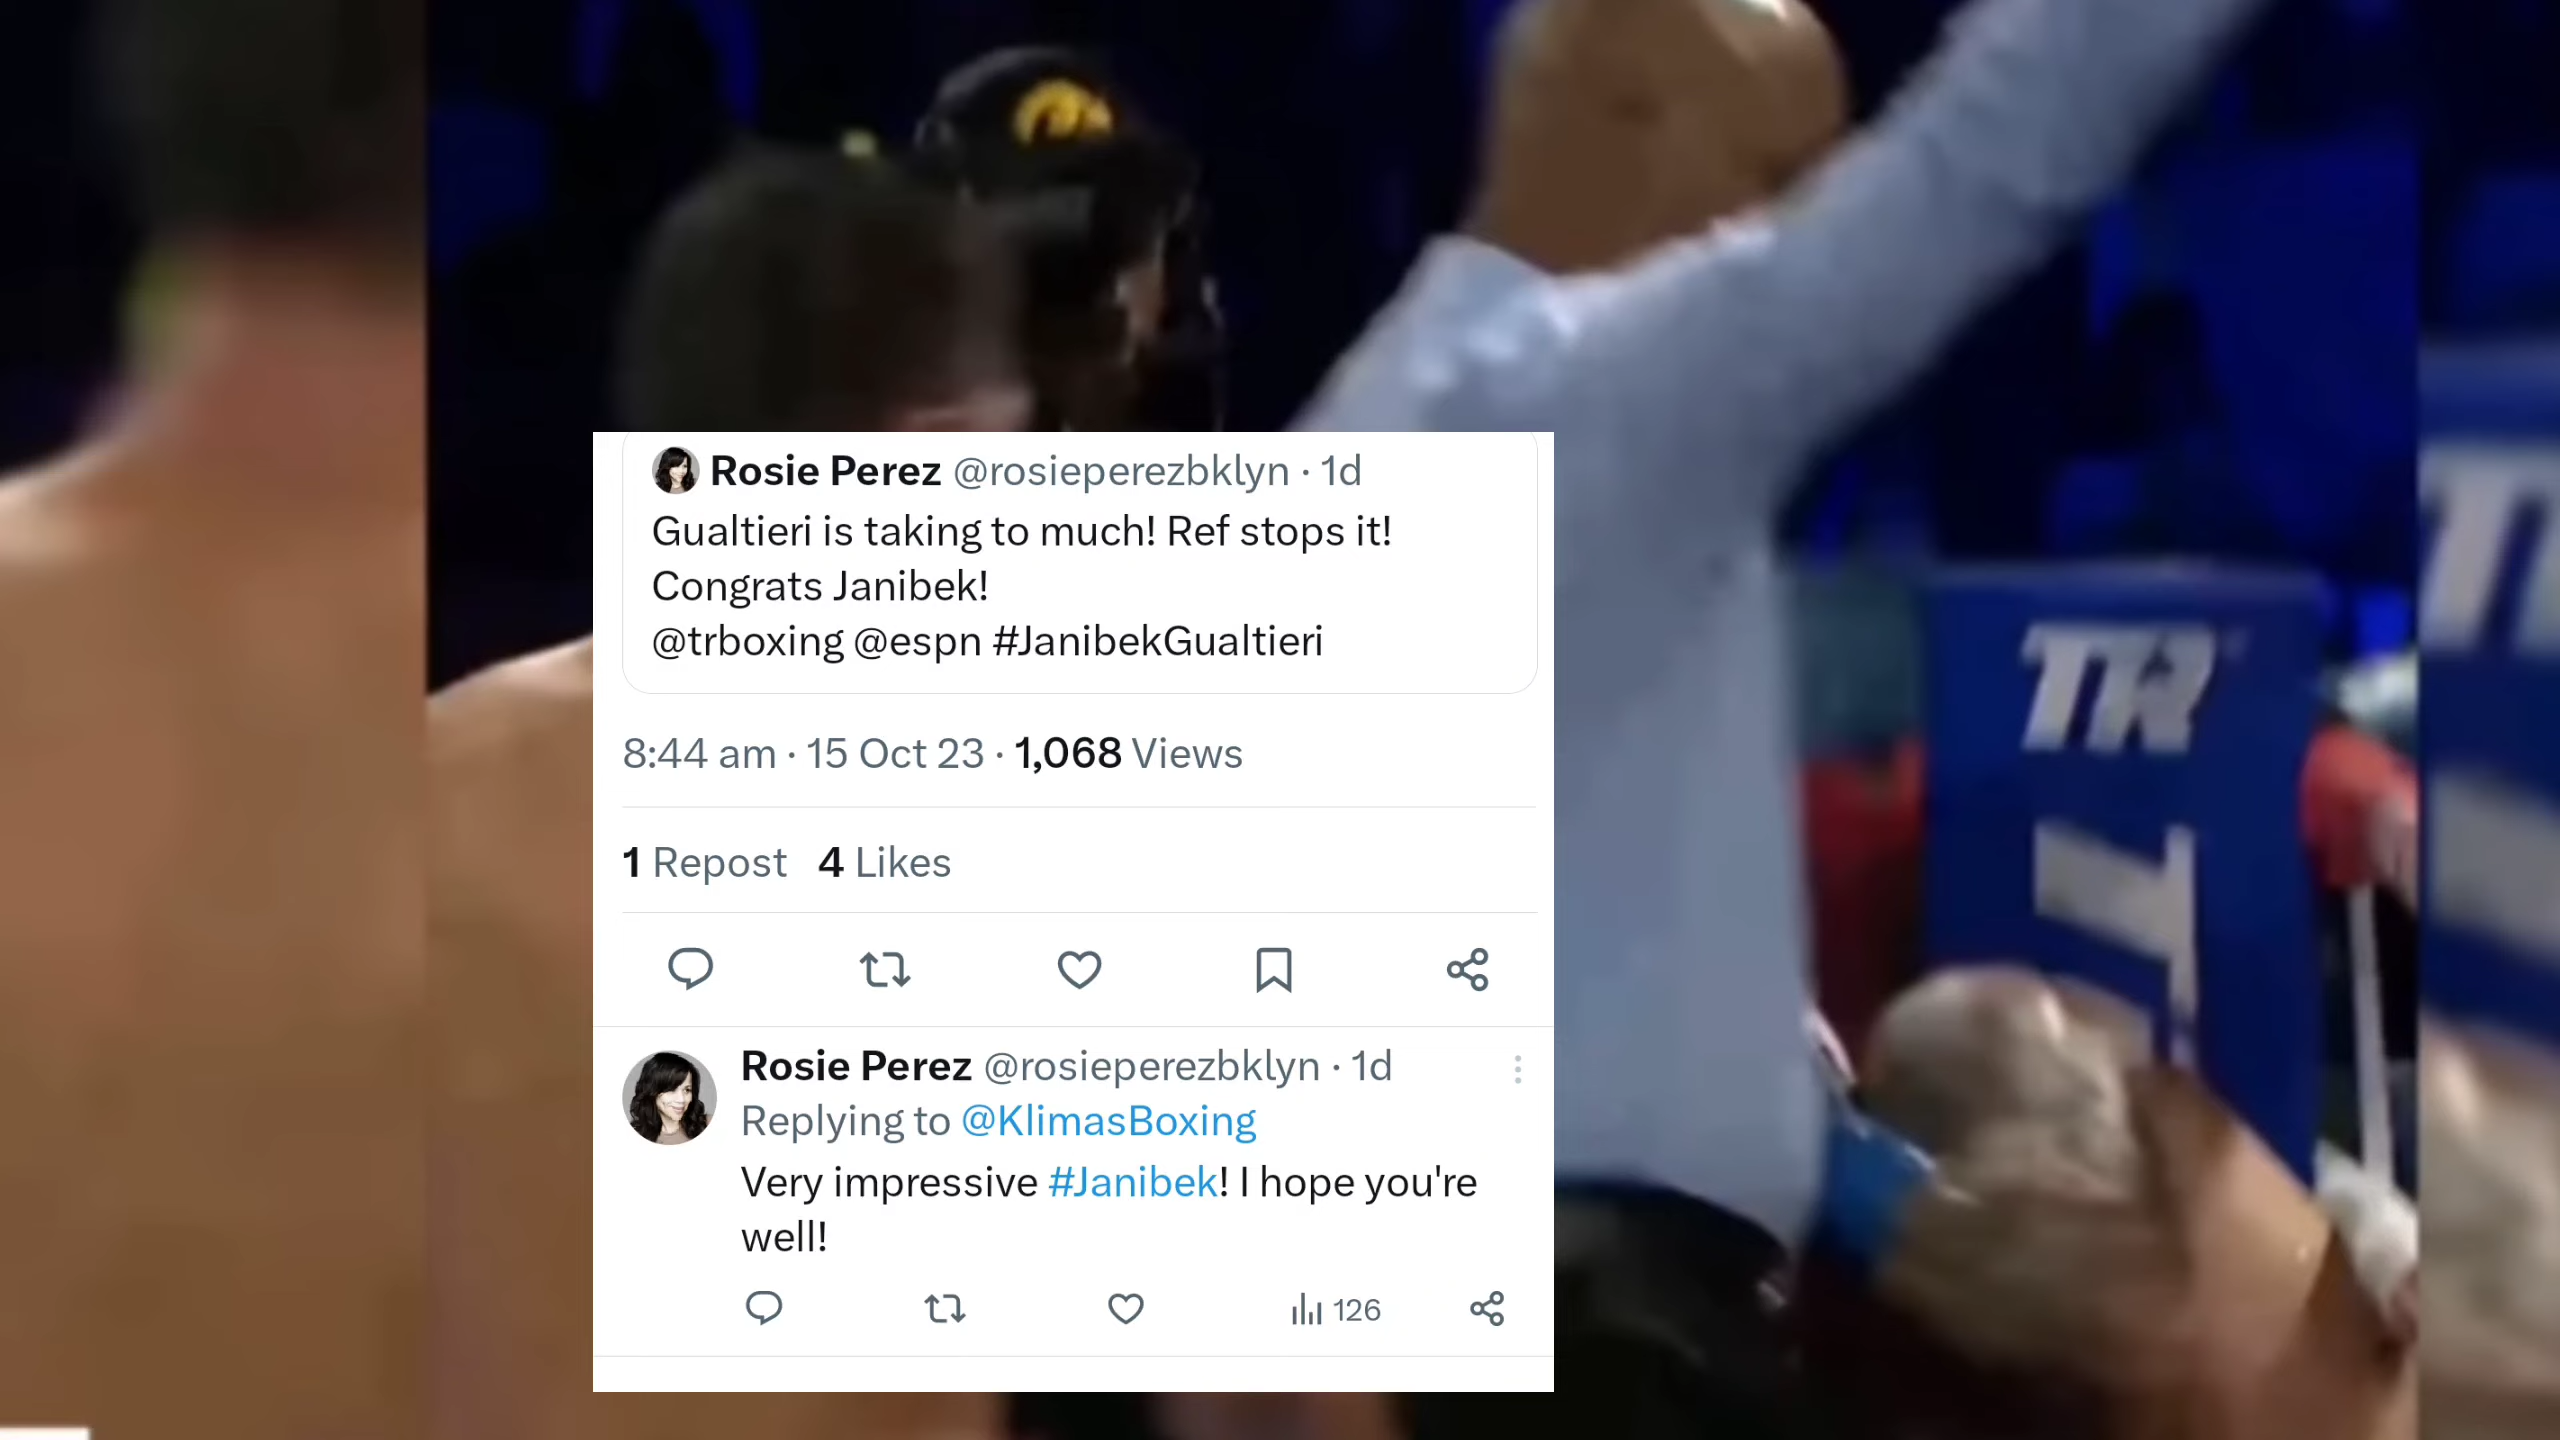 Rosie Perez @rosieperezbklyn · 1d
Gualtieri is taking to much! Ref stops it!
Congrats Janibek!
@trboxing @espn #JanibekGualtieri
8:44 am · 15 Oct 23 · 1,068 Views
1 Repost 4 Likes
Rosie Perez @rosieperezbklyn · 1d
Replying to @KlimasBoxing
Very impressive #Janibek! I hope you're
well!
126
TR